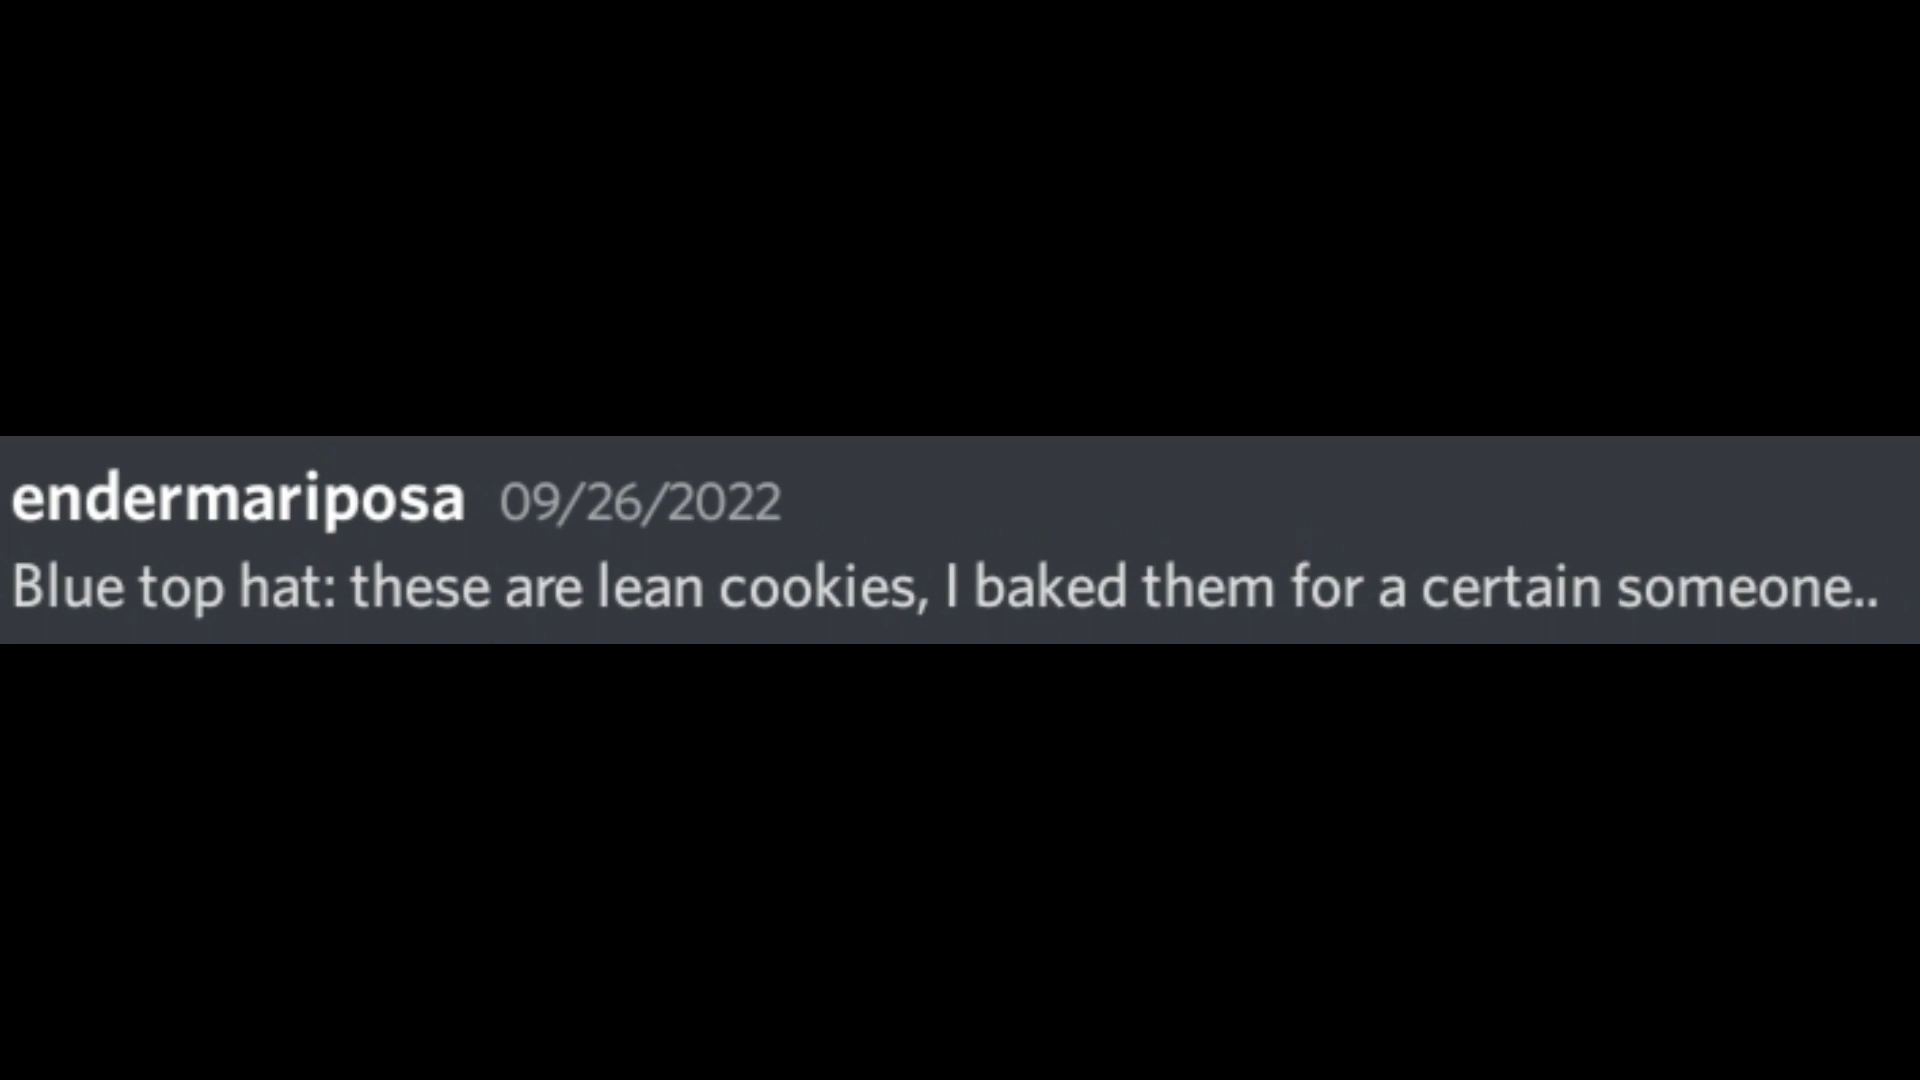 endermariposa 09/26/2022
Blue top hat: these are lean cookies, I baked them for a certain someone..